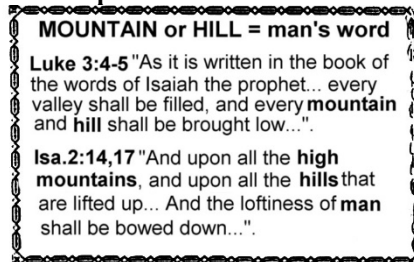 MOUNTAIN or HILL = man's word
Luke 3:4-5 "As it is written in the book of
the words of Isaiah the prophet... every
valley shall be filled, and every mountain
and hill shall be brought low...".
Isa.2:14,17 "And upon all the high
mountains, and upon all the hills that
are lifted up... And the loftiness of man
shall be bowed down...".